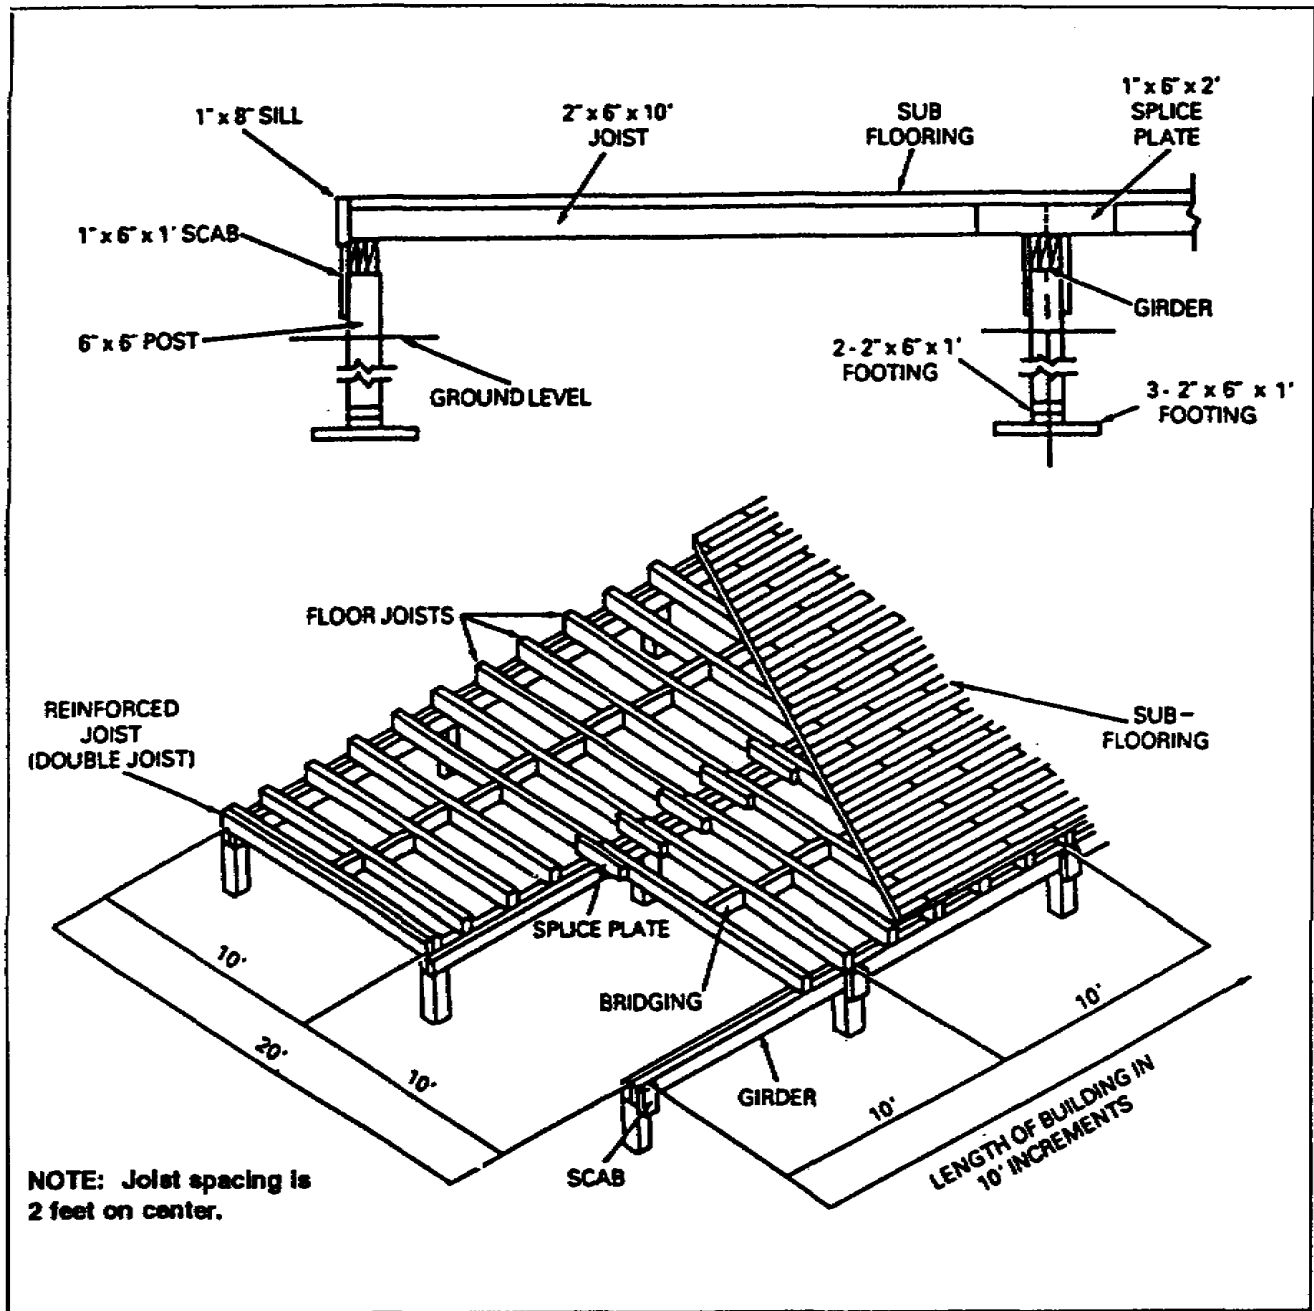 1" x 8" SILL
2" x 6" x 10'
JOIST
SUB
FLOORING
1" x 6" x 2'
SPLICE
PLATE
1" x 6" x 1' SCAB
6" x 6" POST
GROUND LEVEL
GIRDER
2 - 2" x 6" x 1'
FOOTING
3 - 2" x 6" x 1'
FOOTING
FLOOR JOISTS
REINFORCED
JOIST
(DOUBLE JOIST)
SUB-
FLOORING
SPLICE PLATE
BRIDGING
10'
20'
10'
GIRDER
SCAB
10'
10'
LENGTH OF BUILDING IN
10' INCREMENTS
NOTE: Joist spacing is
2 feet on center.